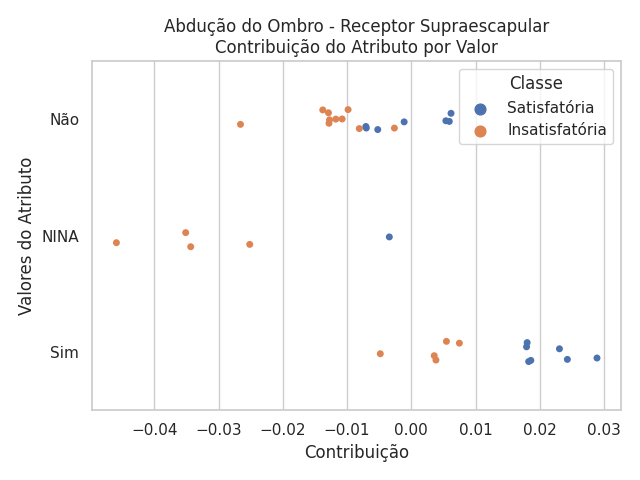 Abdução do Ombro - Receptor Supraescapular
Contribuição do Atributo por Valor
Classe
Satisfatória
Insatisfatória
Valores do Atributo
Não
NINA
Sim
−0.04 −0.03 −0.02 −0.01 0.00 0.01 0.02 0.03
Contribuição